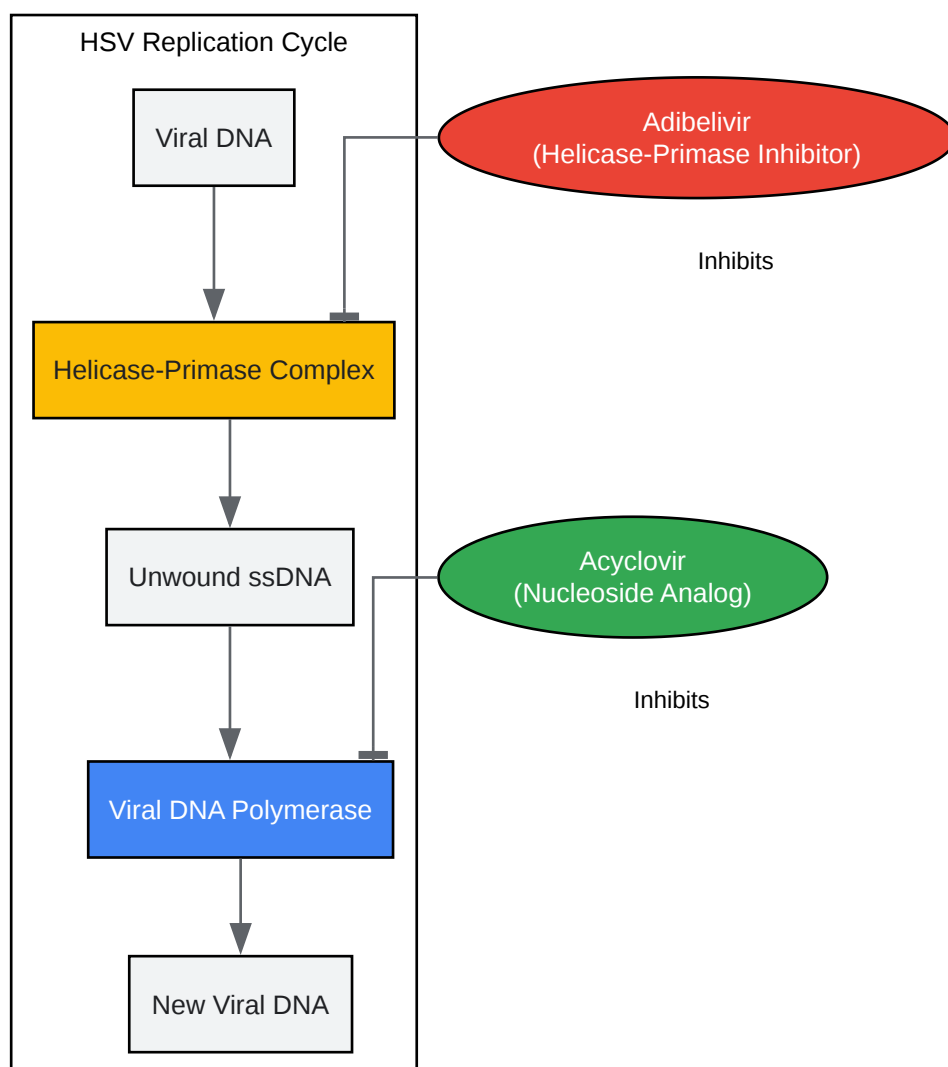 HSV Replication Cycle
Viral DNA
Adibelivir
(Helicase-Primase Inhibitor)
Inhibits
Helicase-Primase Complex
Unwound ssDNA
Acyclovir
(Nucleoside Analog)
Inhibits
Viral DNA Polymerase
New Viral DNA